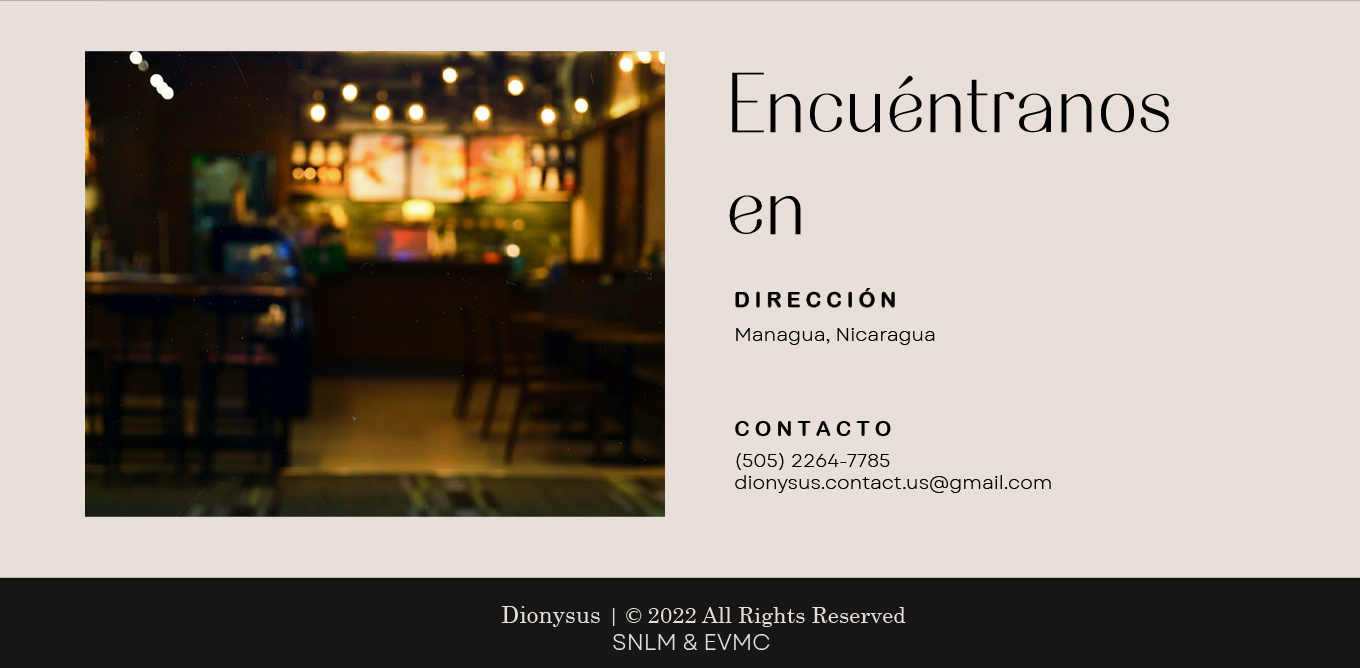 Encuéntranos
en
DIRECCIÓN
Managua, Nicaragua
CONTACTO
(505) 2264-7785
dionysus.contact.us@gmail.com
Dionysus | © 2022 All Rights Reserved
SNLM & EVMC